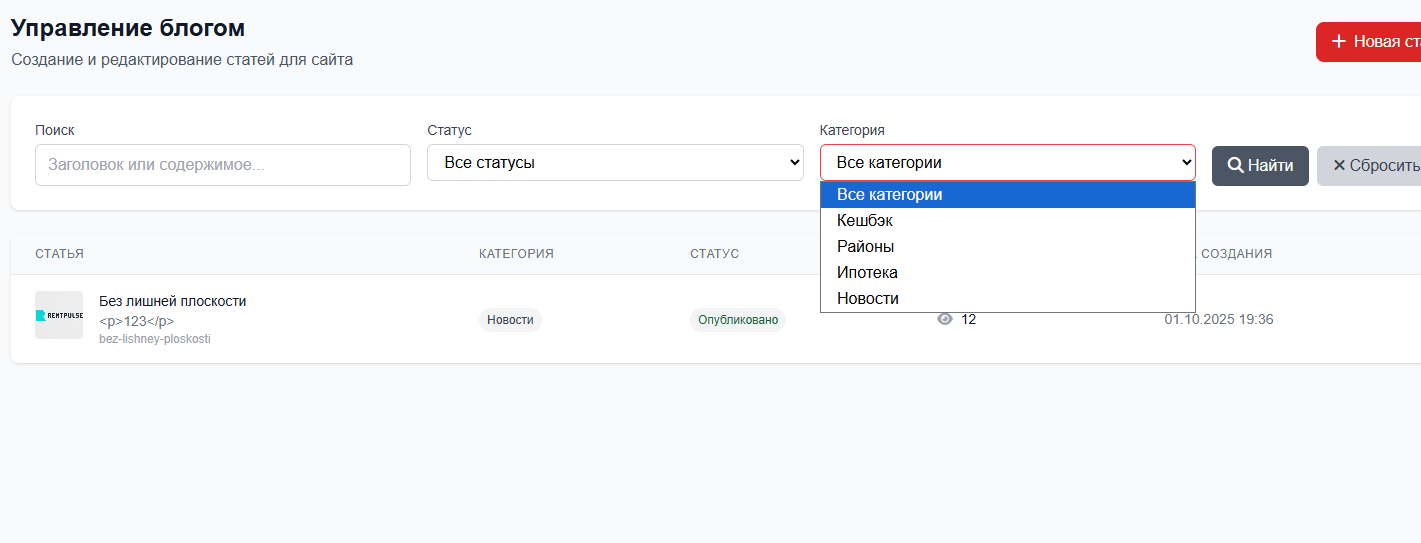 Управление блогом
Создание и редактирование статей для сайта
Новая
Поиск
Статус
Категория
Заголовок или содержимое...
Все статусы
Все категории
Найти
Сбросить
Все категории
Кешбэк
Районы
Ипотека
Новости
СТАТЬЯ
КАТЕГОРИЯ
СТАТУС
СОЗДАНИЯ
RENTPULSE
Без лишней плоскости
<p>123</p>
bez-lishney-ploskosti
Новости
Опубликовано
12
01.10.2025 19:36